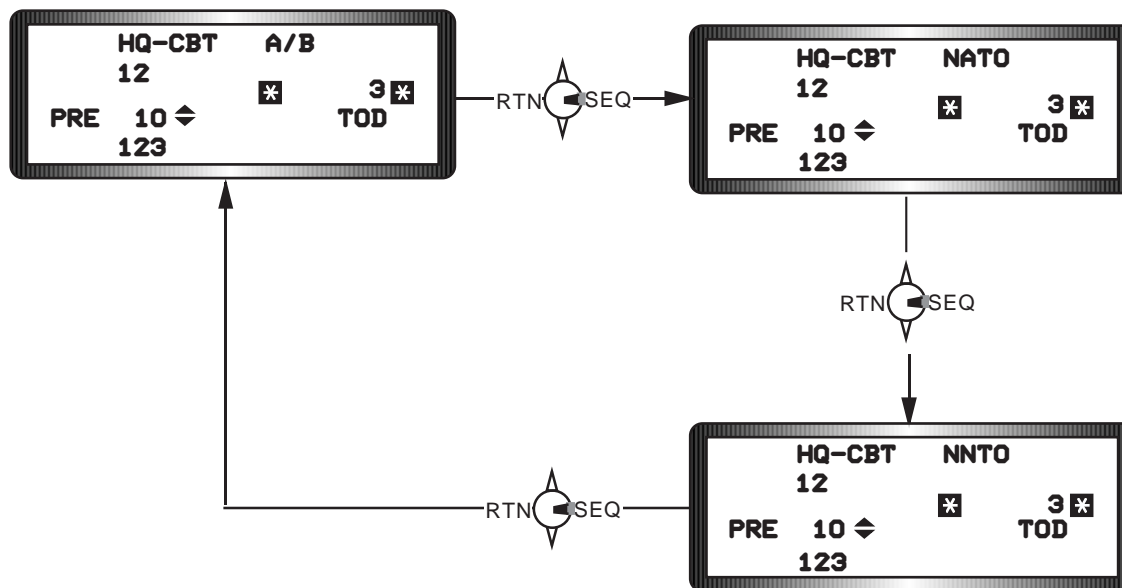 HQ-CBT A/B
12
* 3 *
PRE 10 TOD
123
RTN SEQ
HQ-CBT NATO
12
* 3 *
PRE 10 TOD
123
RTN SEQ
HQ-CBT NNTO
12
* 3 *
PRE 10 TOD
123
RTN SEQ